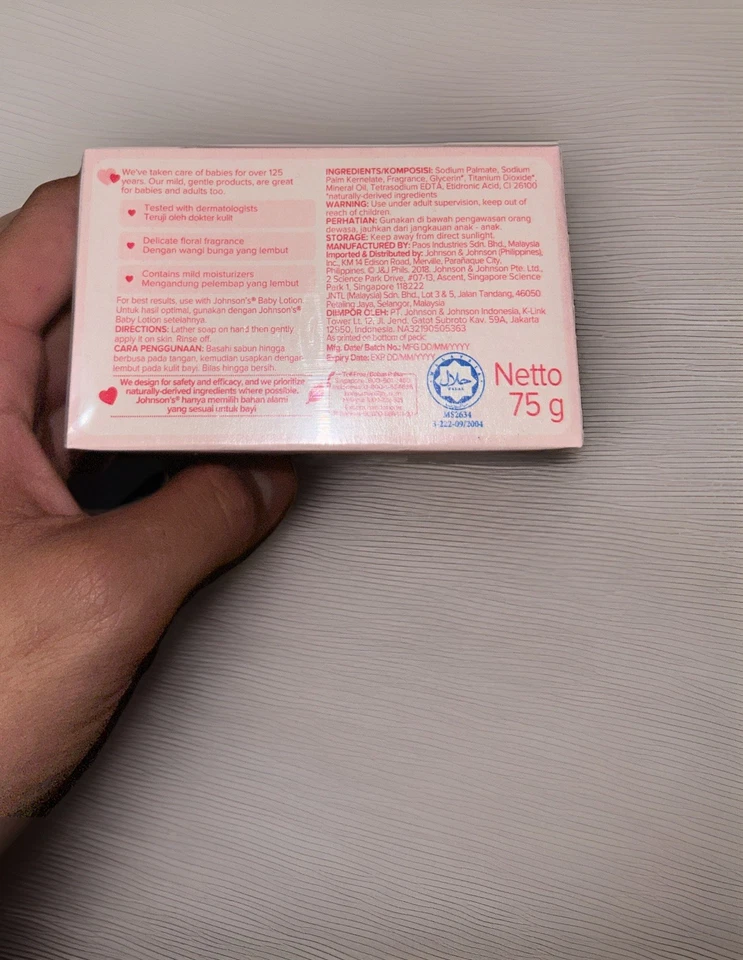 We've taken care of babies for over 125
years. Our mild, gentle products, are great
for babies and adults too.
Tested with dermatologists
Teruji oleh dokter kulit
Delicate floral fragrance
Dengan wangi bunga yang lembut
Contains mild moisturizers
Mengandung pelembap yang lembut
For best results, use with Johnson's® Baby Lotion
Untuk hasil optimal, gunakan dengan Johnson's®
Baby Lotion setelahnya.
DIRECTIONS: Lather soap on hand then gently
apply it on skin. Rinse off.
CARA PENGGUNAAN: Basahi sabun hingga
berbusa pada tangan, kemudian usapkan dengan
lembut pada kulit bayi. Bilas hingga bersih.
We design for safety and efficacy, and we prioritize
naturally-derived ingredients where possible.
Johnson's® hanya memilih bahan alami
yang sesuai untuk bayi
INGREDIENTS/KOMPOSISI: Sodium Palmate, Sodium
Palm Kernelate, Fragrance, Glycerin*, Titanium Dioxide*
Mineral Oil, Tetrasodium EDTA, Etidronic Acid, CI 26100
*naturally-derived ingredients
WARNING: Use under adult supervision, keep out of
reach of children.
PERHATIAN: Gunakan di bawah pengawasan orang
dewasa, jauhkan dari jangkauan anak - anak.
STORAGE: Keep away from direct sunlight.
MANUFACTURED BY: Paos Industries Sdn. Bhd., Malaysia
Imported & Distributed by: Johnson & Johnson (Philippines),
Inc., KM 14 Edison Road, Merville, Parañaque City,
Philippines. © J&J Phils. 2018. Johnson & Johnson Pte. Ltd.,
2 Science Park Drive, #07-13, Ascent, Singapore Science
Park 1, Singapore 118222
JNTL (Malaysia) Sdn. Bhd., Lot 3 & 5, Jalan Tandang, 46050
Petaling Jaya, Selangor, Malaysia
DIIMPOR OLEH: PT. Johnson & Johnson Indonesia, K-Link
Tower Lt. 12, Jl. Jend. Gatot Subroto Kav. 59A, Jakarta
12950, Indonesia. NA32190505363
As printed on bottom of pack:
Mfg. Date/ Batch No.: MFG DD/MM/YYYY
Expiry Date: EXP DD/MM/YYYY
حلال
HALAL
MS2634
Netto
75 g